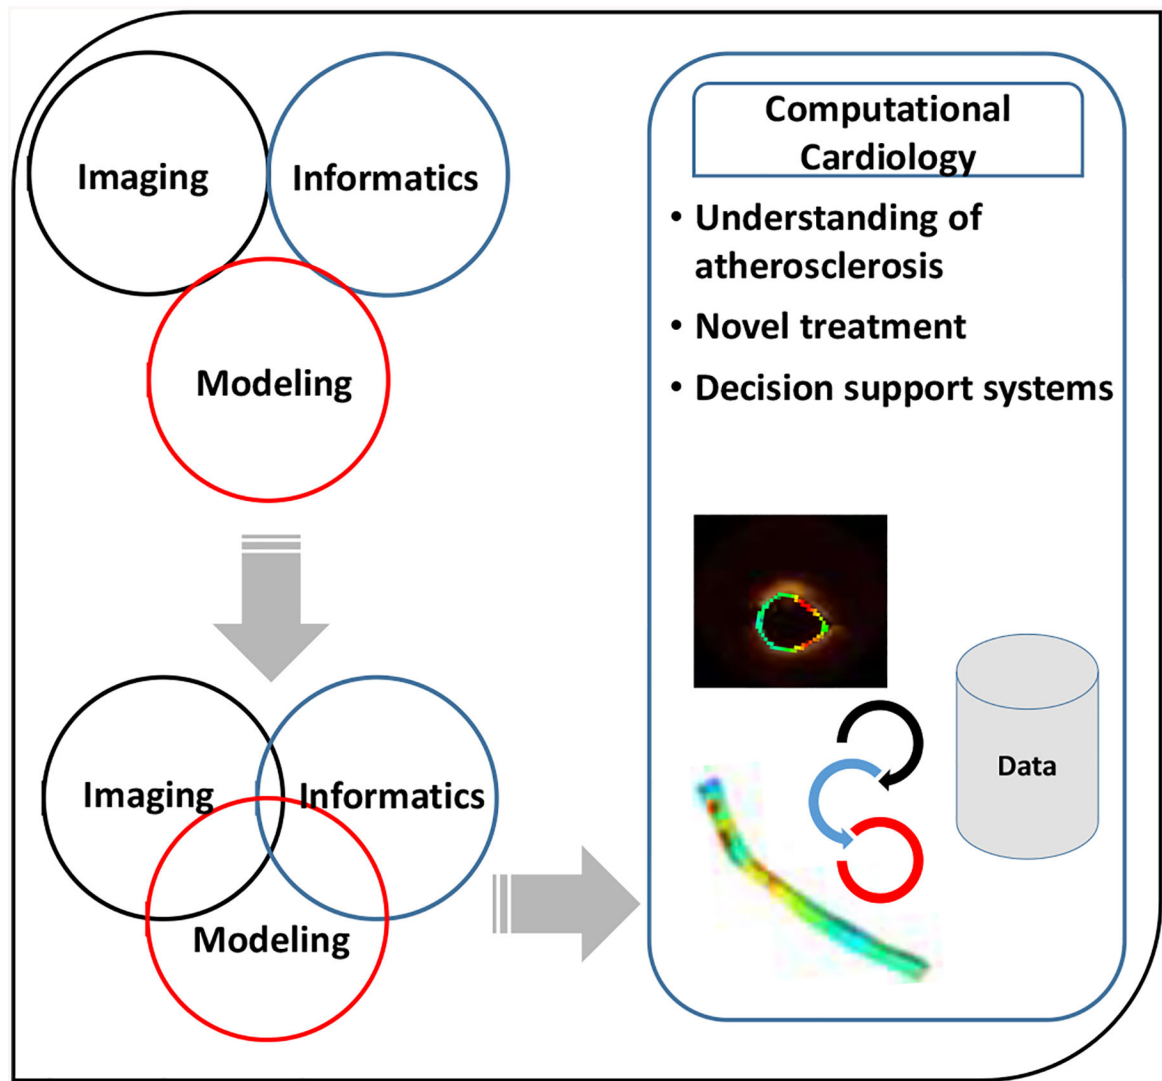 Imaging
Informatics
Modeling
Imaging
Informatics
Modeling
Computational
Cardiology
• Understanding of
atherosclerosis
• Novel treatment
• Decision support systems
Data